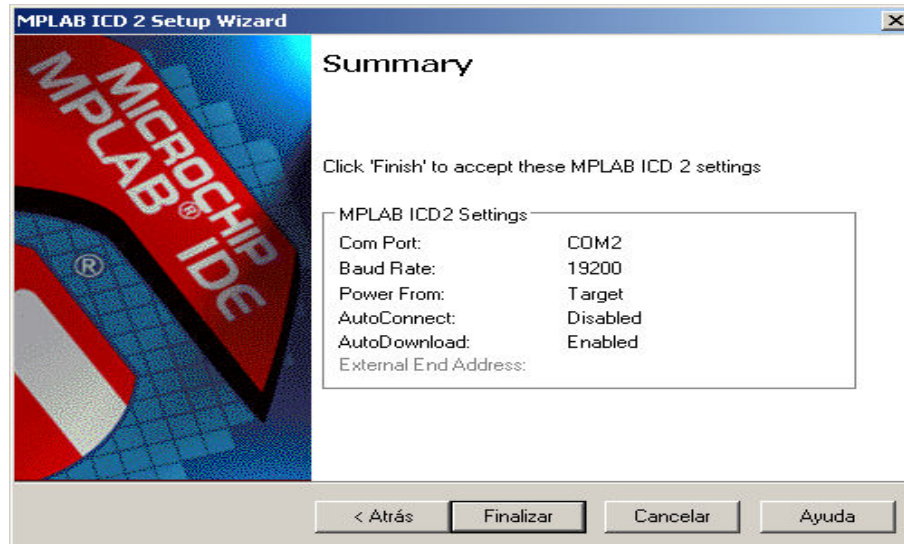 MPLAB ICD 2 Setup Wizard
MICROCHIP
MPLAB® IDE
®
Summary
Click 'Finish' to accept these MPLAB ICD 2 settings
MPLAB ICD2 Settings
Com Port: COM2
Baud Rate: 19200
Power From: Target
AutoConnect: Disabled
AutoDownload: Enabled
External End Address:
< Atrás Finalizar Cancelar Ayuda